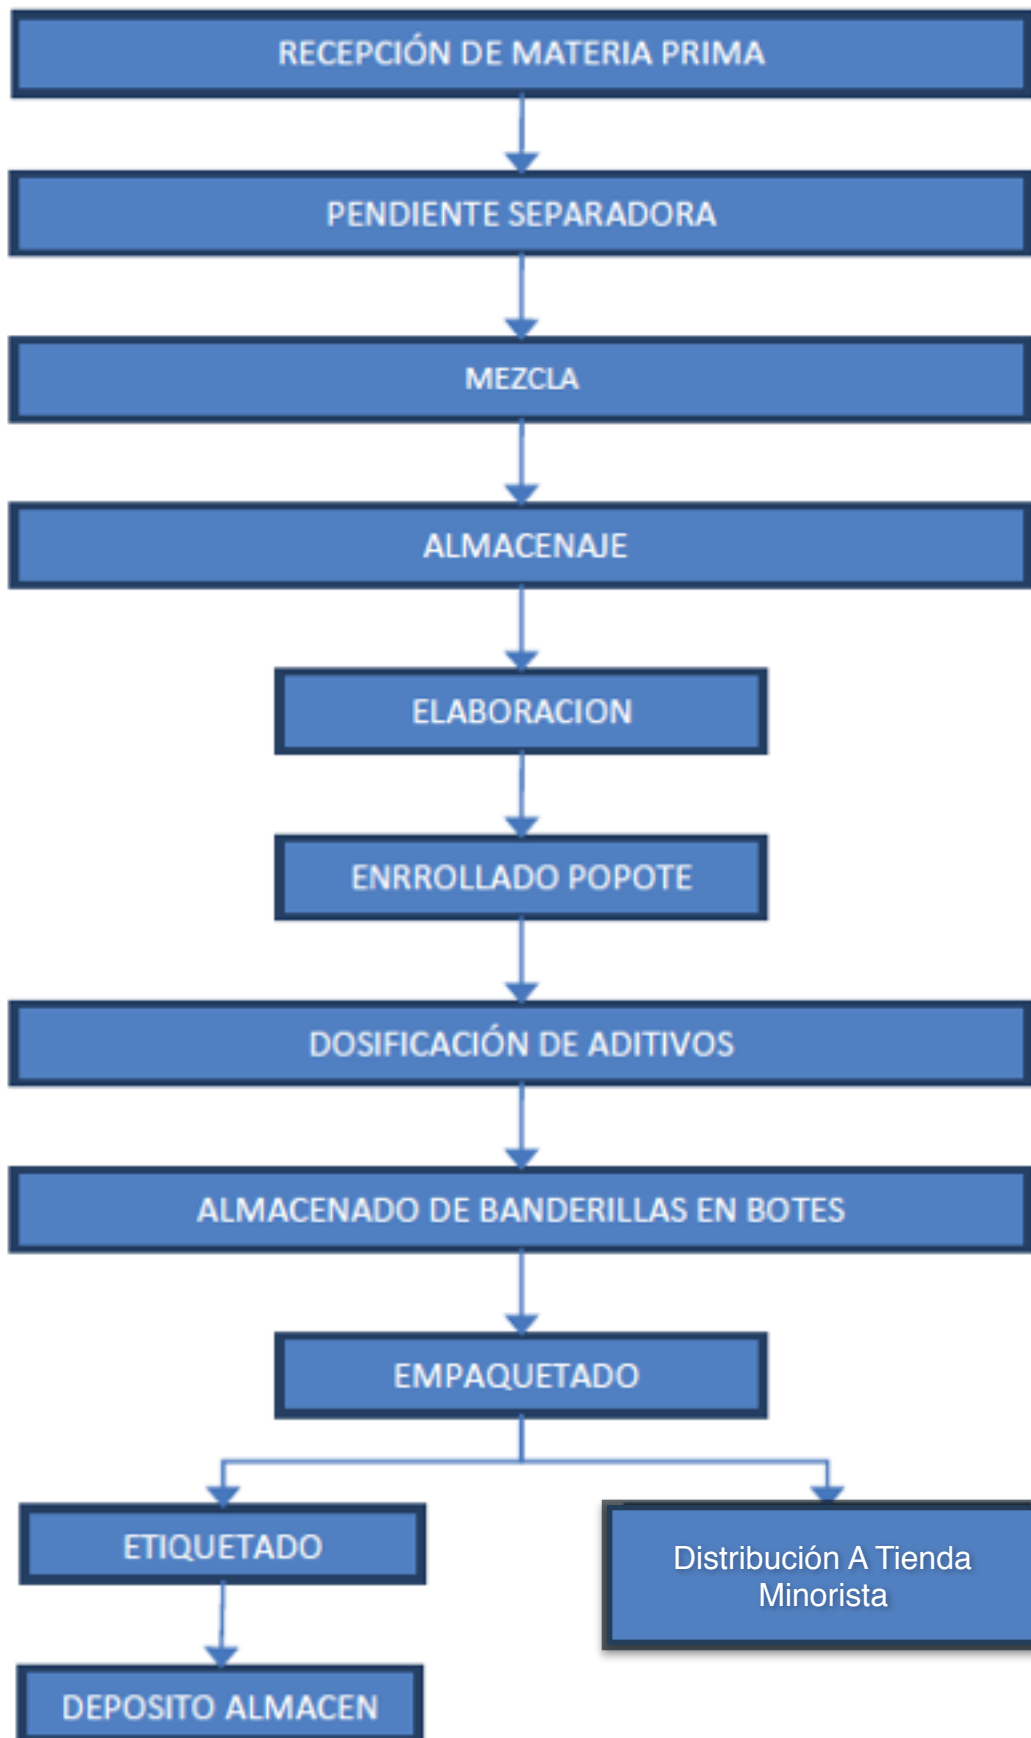 RECEPCIÓN DE MATERIA PRIMA
PENDIENTE SEPARADORA
MEZCLA
ALMACENAJE
ELABORACION
ENRROLLADO POPOTE
DOSIFICACIÓN DE ADITIVOS
ALMACENADO DE BANDERILLAS EN BOTES
EMPAQUETADO
ETIQUETADO
Distribución A Tienda
Minorista
DEPOSITO ALMACEN